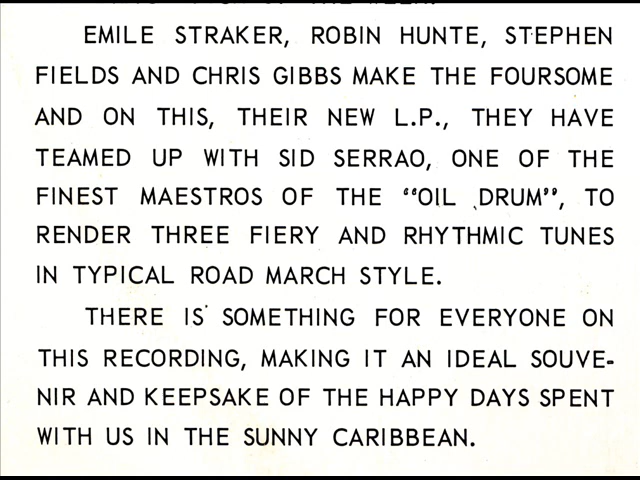 EMILE STRAKER, ROBIN HUNTE, STEPHEN
FIELDS AND CHRIS GIBBS MAKE THE FOURSOME
AND ON THIS, THEIR NEW L.P., THEY HAVE
TEAMED UP WITH SID SERRAO, ONE OF THE
FINEST MAESTROS OF THE “OIL DRUM”, TO
RENDER THREE FIERY AND RHYTHMIC TUNES
IN TYPICAL ROAD MARCH STYLE.
THERE IS SOMETHING FOR EVERYONE ON
THIS RECORDING, MAKING IT AN IDEAL SOUVE-
NIR AND KEEPSAKE OF THE HAPPY DAYS SPENT
WITH US IN THE SUNNY CARIBBEAN.